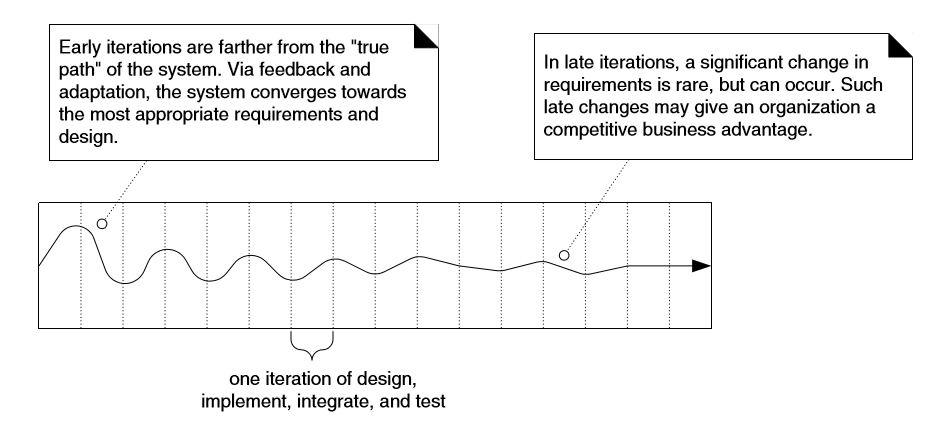 Early iterations are farther from the "true
path" of the system. Via feedback and
adaptation, the system converges towards
the most appropriate requirements and
design.
In late iterations, a significant change in
requirements is rare, but can occur. Such
late changes may give an organization a
competitive business advantage.
one iteration of design,
implement, integrate, and test